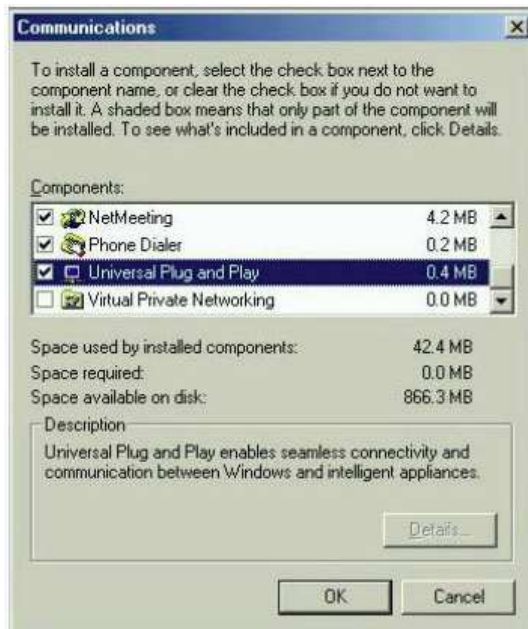 Communications
To install a component, select the check box next to the
component name, or clear the check box if you do not want to
install it. A shaded box means that only part of the component will
be installed. To see what's included in a component, click Details.
Components:
NetMeeting 4.2 MB
Phone Dialer 0.2 MB
Universal Plug and Play 0.4 MB
Virtual Private Networking 0.0 MB
Space used by installed components: 42.4 MB
Space required: 0.0 MB
Space available on disk: 866.3 MB
Description
Universal Plug and Play enables seamless connectivity and
communication between Windows and intelligent appliances.
Details...
OK Cancel